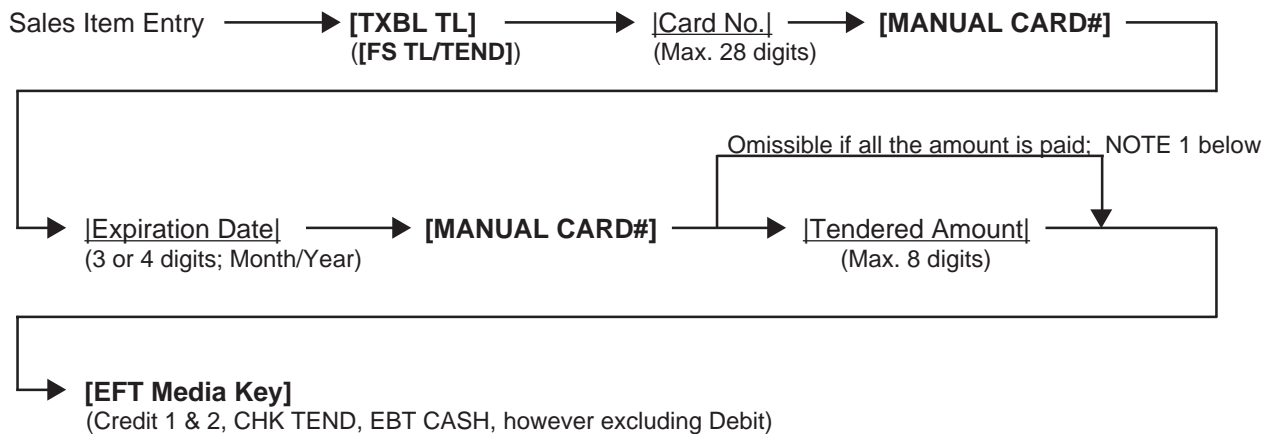 Sales Item Entry [TXBL TL] |Card No.| [MANUAL CARD#]
([FS TL/TEND]) (Max. 28 digits)
Omissible if all the amount is paid; NOTE 1 below
|Expiration Date| [MANUAL CARD#] |Tendered Amount|
(3 or 4 digits; Month/Year) (Max. 8 digits)
[EFT Media Key]
(Credit 1 & 2, CHK TEND, EBT CASH, however excluding Debit)